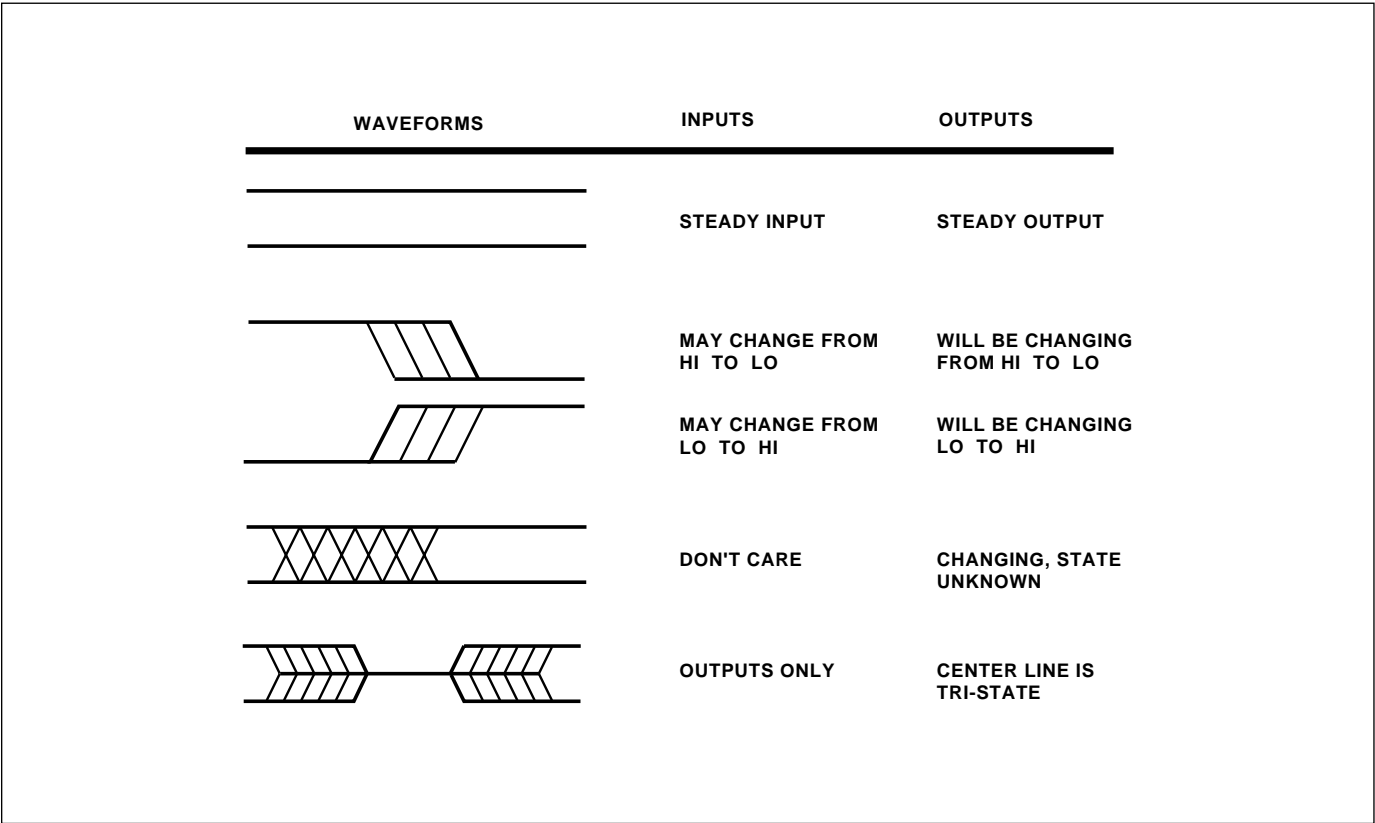 WAVEFORMS INPUTS OUTPUTS
STEADY INPUT STEADY OUTPUT
MAY CHANGE FROM WILL BE CHANGING
HI TO LO FROM HI TO LO
MAY CHANGE FROM WILL BE CHANGING
LO TO HI LO TO HI
DON'T CARE CHANGING, STATE
UNKNOWN
OUTPUTS ONLY CENTER LINE IS
TRI-STATE